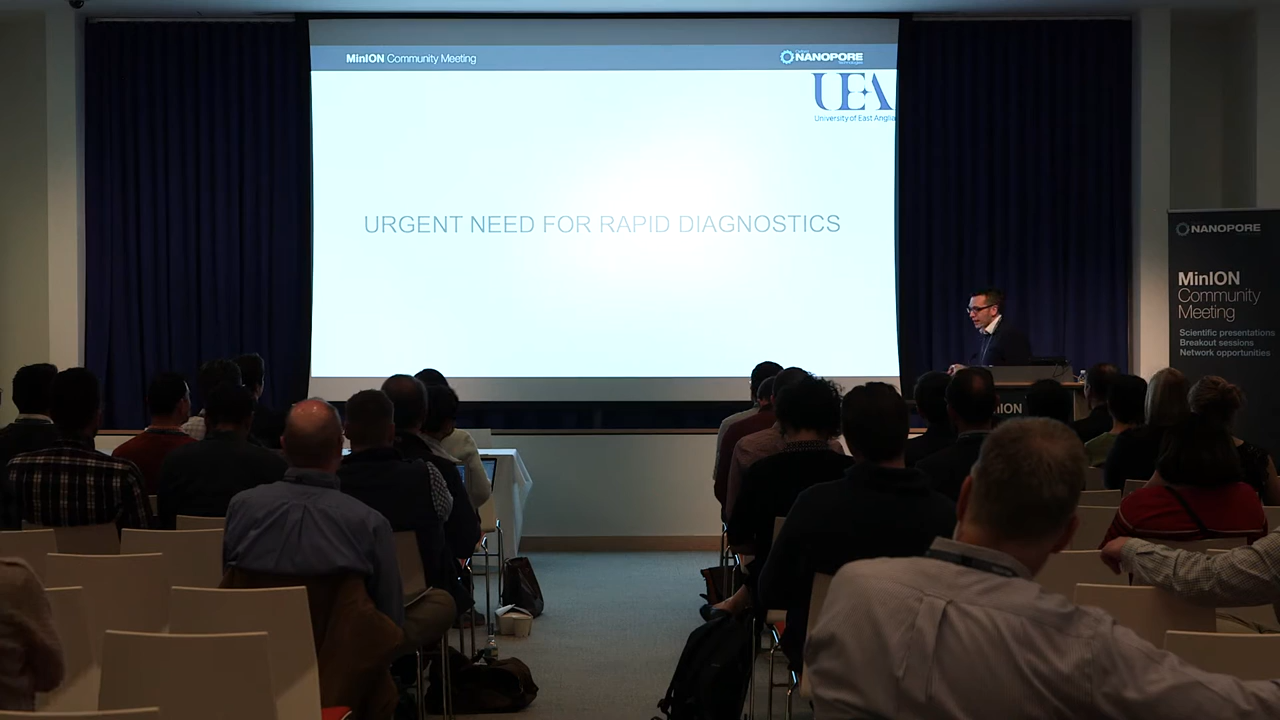 MinION Community Meeting
NANOPORE
UEA
University of East Anglia
URGENT NEED FOR RAPID DIAGNOSTICS
NANOPORE
MinION
Community
Meeting
Scientific presentations
Breakout sessions
Network opportunities
ION